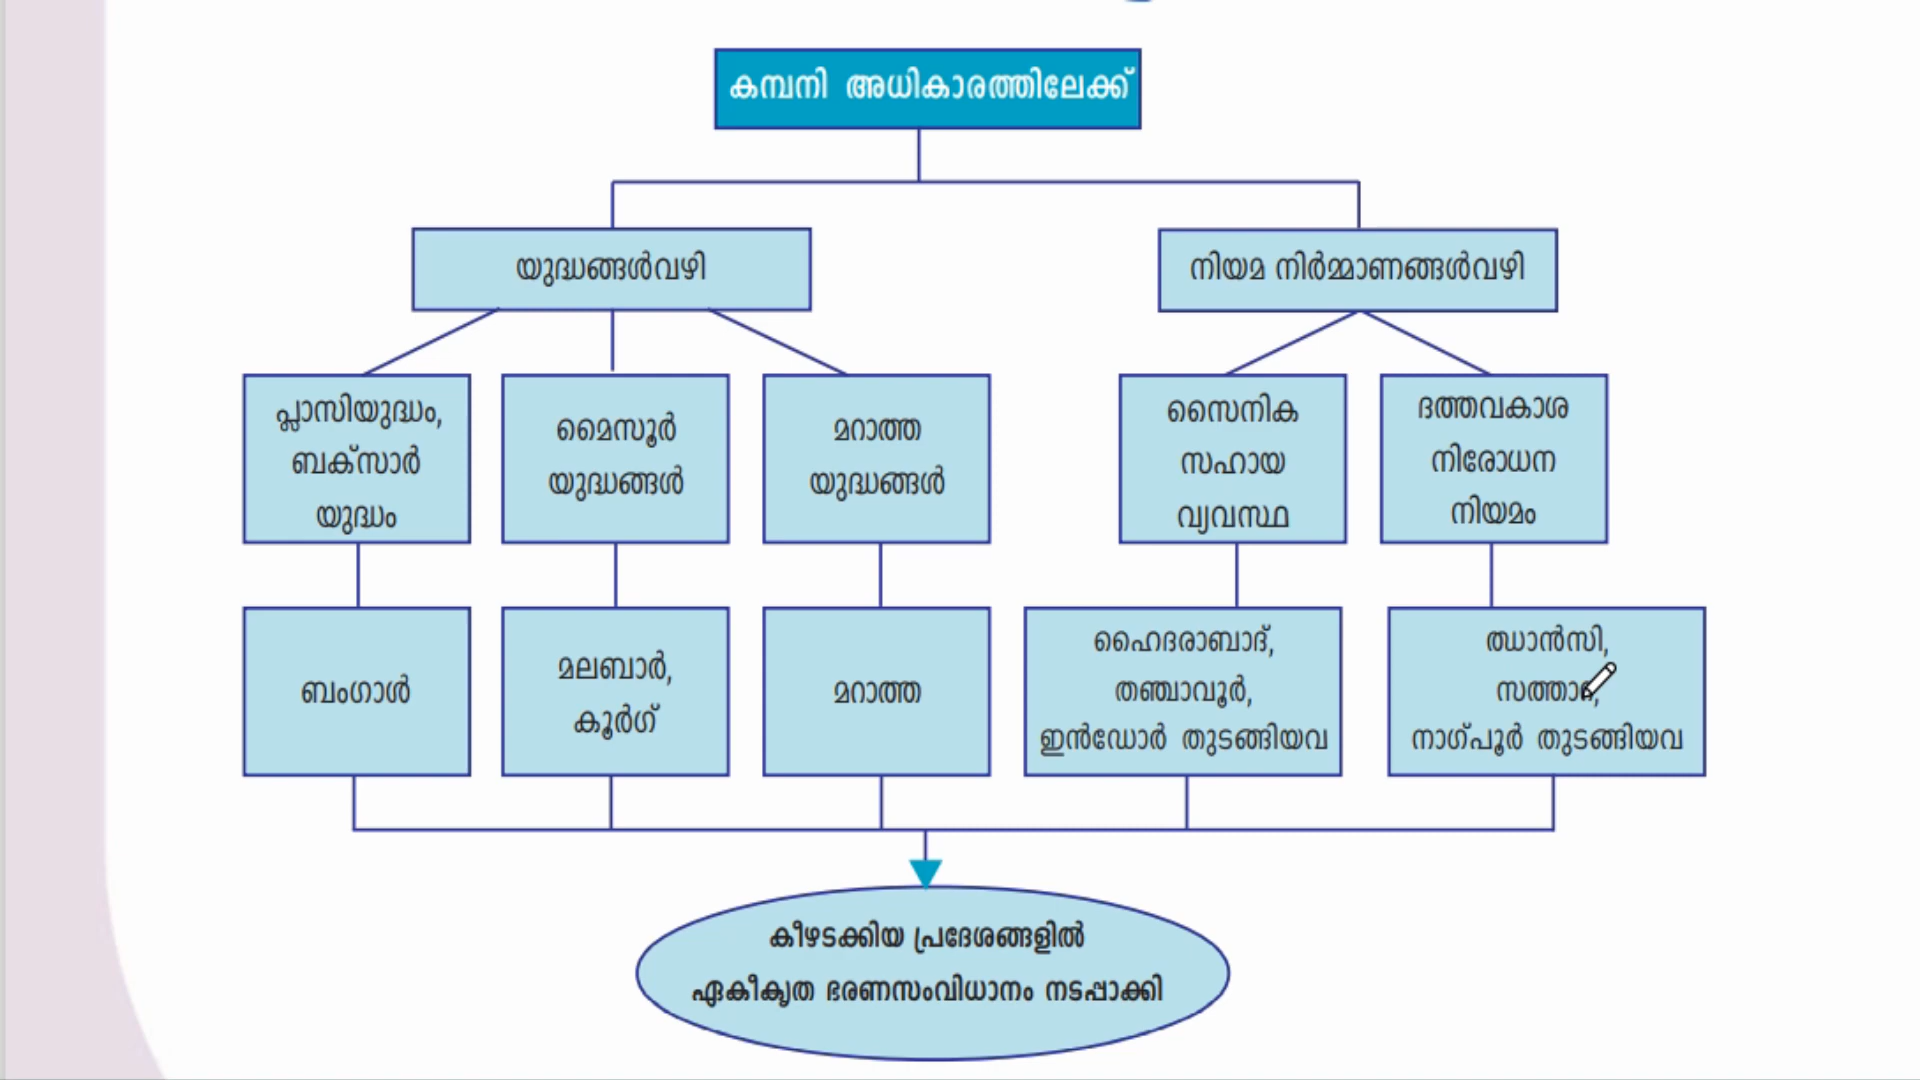 കമ്പനി അധികാരത്തിലേക്ക്
യുദ്ധങ്ങൾവഴി
നിയമ നിർമ്മാണങ്ങൾവഴി
പ്ലാസിയുദ്ധം,
ബക്സാർ
യുദ്ധം
മൈസൂർ
യുദ്ധങ്ങൾ
മറാത്ത
യുദ്ധങ്ങൾ
സൈനിക
സഹായ
വ്യവസ്ഥ
ദത്തവകാശ
നിരോധന
നിയമം
ബംഗാൾ
മലബാർ,
കൂർഗ്
മറാത്ത
ഹൈദരാബാദ്,
തഞ്ചാവൂർ,
ഇൻഡോർ തുടങ്ങിയവ
ഝാൻസി,
സത്താറ,
നാഗ്പൂർ തുടങ്ങിയവ
കീഴടക്കിയ പ്രദേശങ്ങളിൽ
ഏകീകൃത ഭരണസംവിധാനം നടപ്പാക്കി